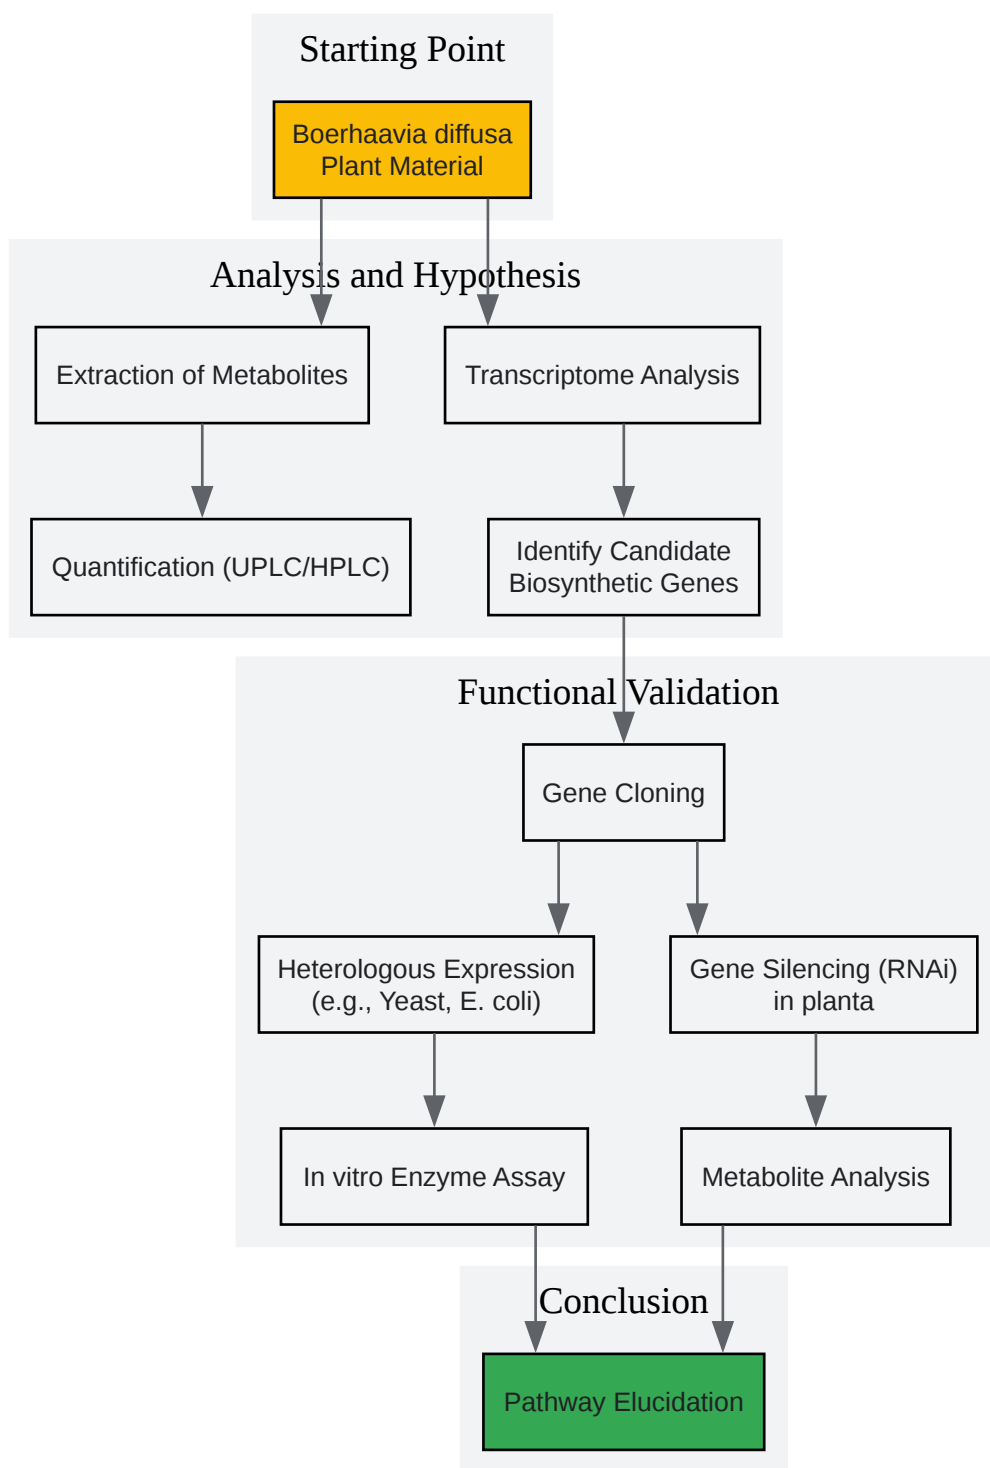 Starting Point
Boerhaavia diffusa
Plant Material
Analysis and Hypothesis
Extraction of Metabolites
Transcriptome Analysis
Quantification (UPLC/HPLC)
Identify Candidate
Biosynthetic Genes
Functional Validation
Gene Cloning
Heterologous Expression
(e.g., Yeast, E. coli)
Gene Silencing (RNAi)
in planta
In vitro Enzyme Assay
Metabolite Analysis
Conclusion
Pathway Elucidation